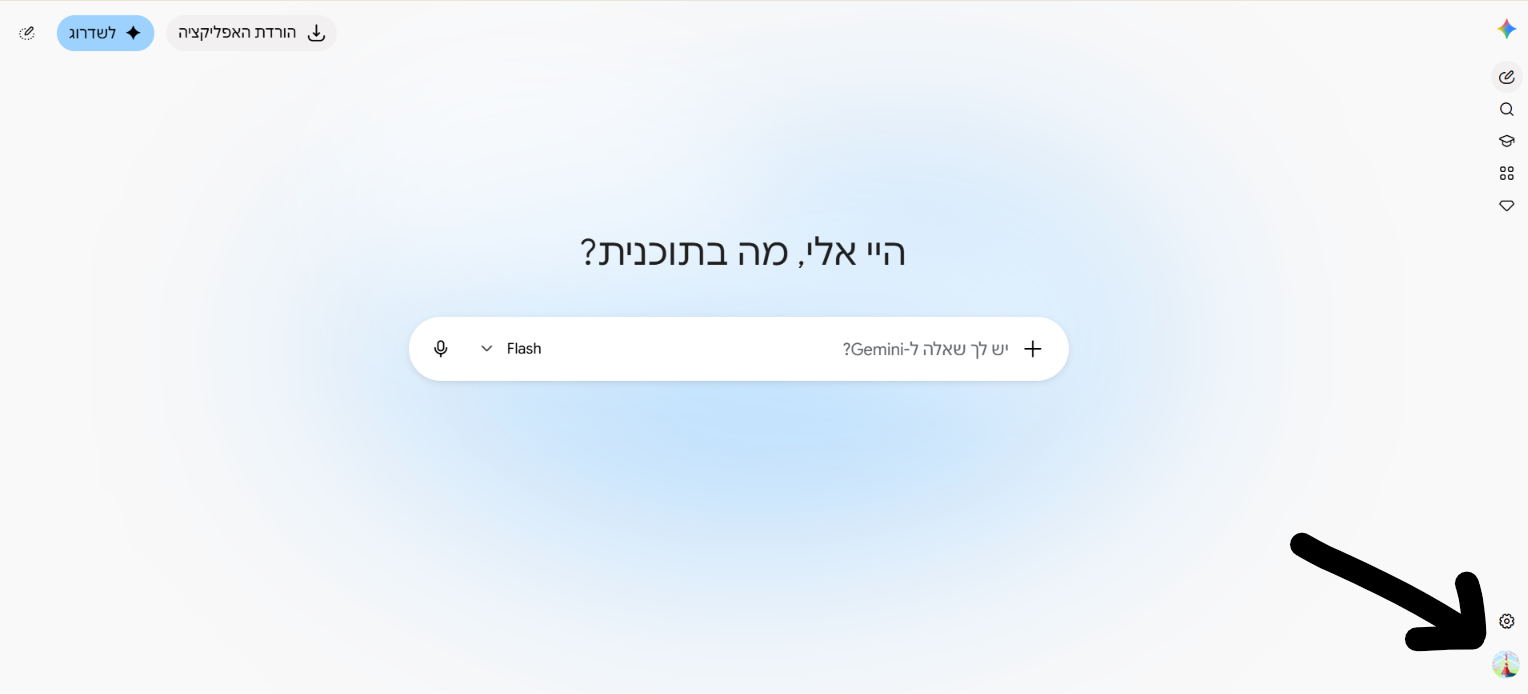 הורדת האפליקציה
לשדרוג
היי אלי, מה בתוכנית?
יש לך שאלה ל-Gemini?
Flash